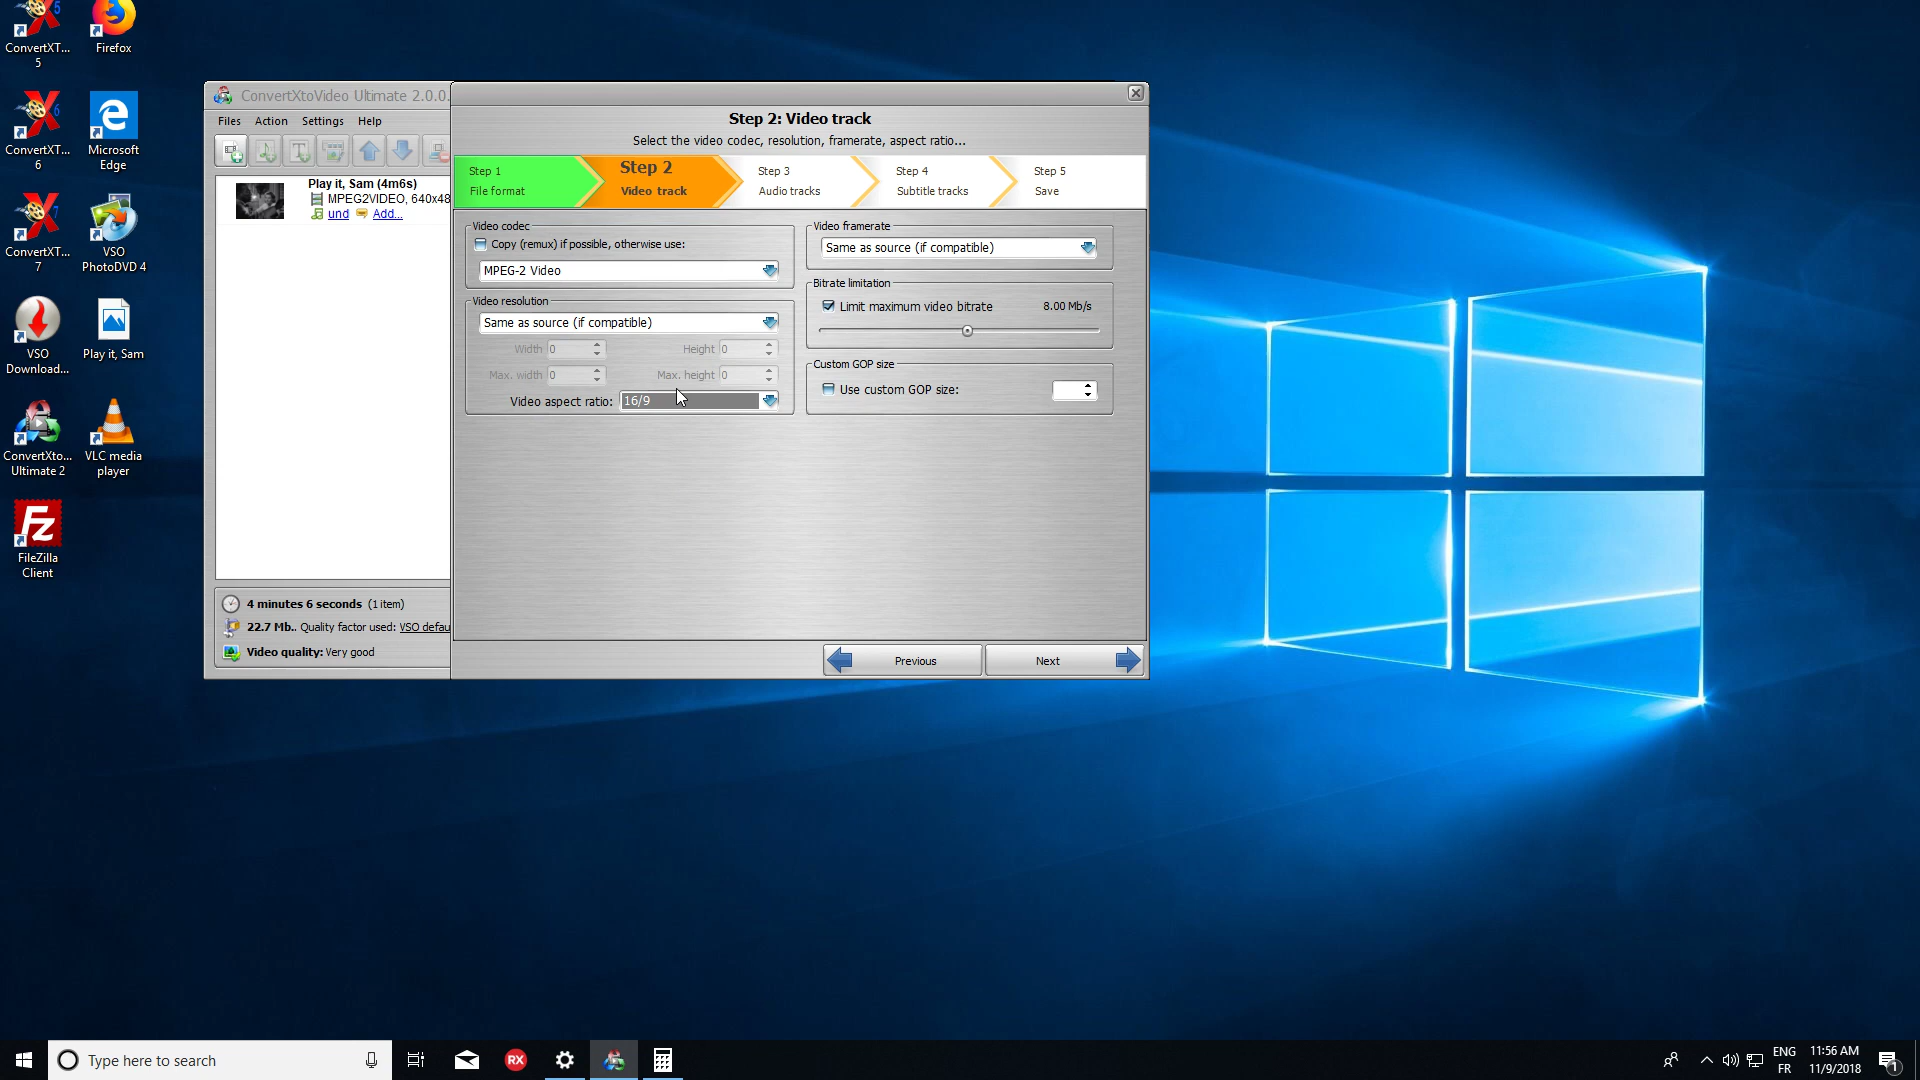 ConvertXT...
5
Firefox
ConvertXT...
6
Microsoft
Edge
ConvertXT...
7
VSO
PhotoDVD 4
VSO
Download...
Play it, Sam
ConvertXto...
Ultimate 2
VLC media
player
FileZilla
Client
ConvertXtoVideo Ultimate 2.0.0.
Files Action Settings Help
Play it, Sam (4m6s)
MPEG2VIDEO, 640x48
und Add...
4 minutes 6 seconds (1 item)
22.7 Mb.. Quality factor used: VSO defau
Video quality: Very good
Step 2: Video track
Select the video codec, resolution, framerate, aspect ratio...
Step 1
File format
Step 2
Video track
Step 3
Audio tracks
Step 4
Subtitle tracks
Step 5
Save
Video codec
Copy (remux) if possible, otherwise use:
MPEG-2 Video
Video resolution
Same as source (if compatible)
Width 0 Height 0
Max. width 0 Max. height 0
Video aspect ratio: 16/9
Video framerate
Same as source (if compatible)
Bitrate limitation
Limit maximum video bitrate 8.00 Mb/s
Custom GOP size
Use custom GOP size:
Previous
Next
Type here to search
RX
ENG
FR
11:56 AM
11/9/2018
1